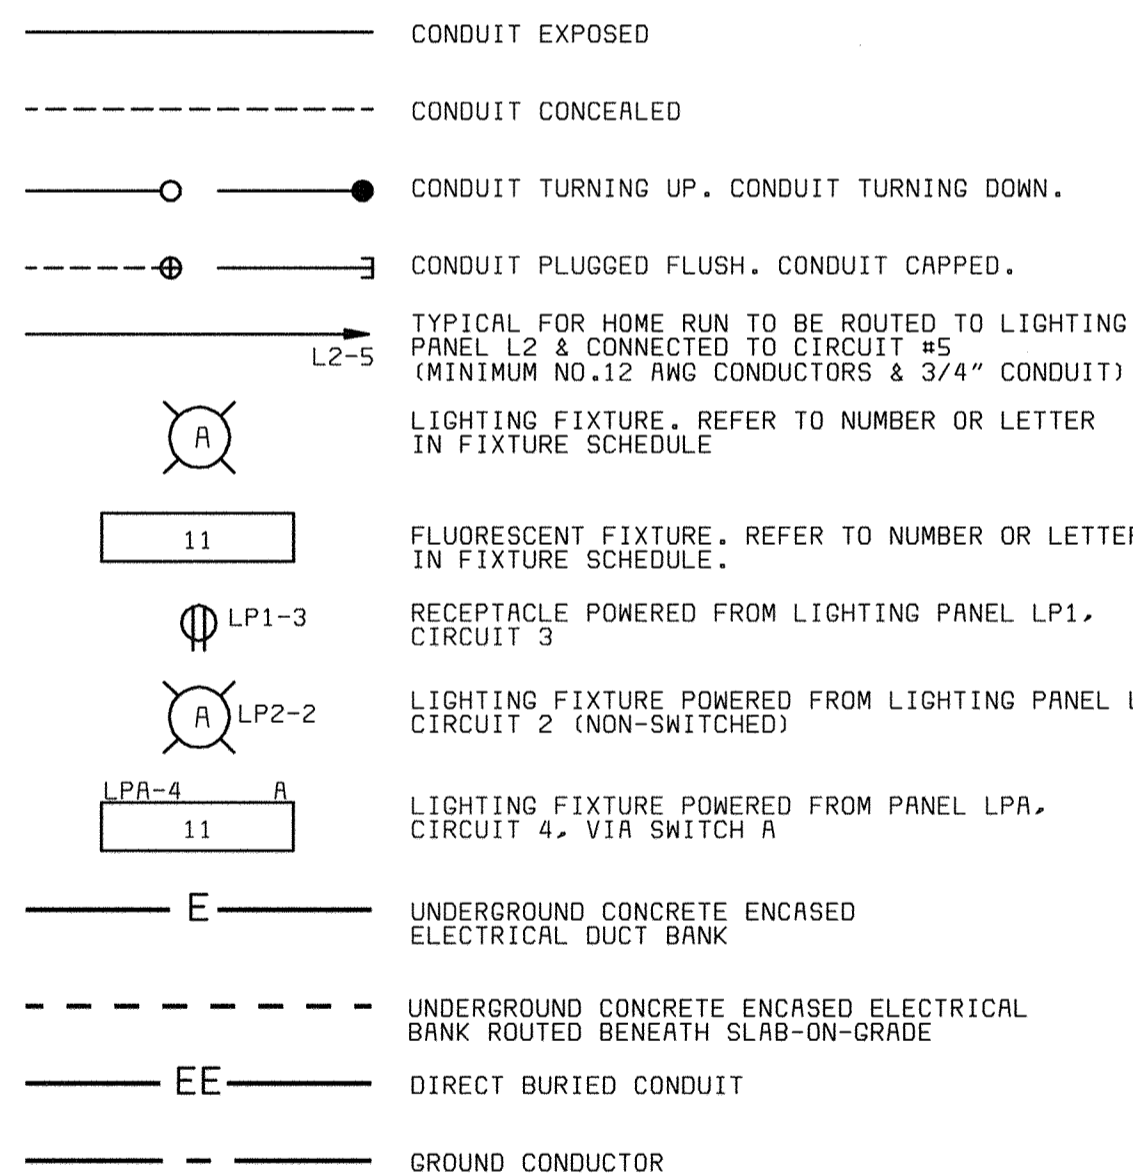 CONDUIT EXPOSED
CONDUIT CONCEALED
CONDUIT TURNING UP. CONDUIT TURNING DOWN.
CONDUIT PLUGGED FLUSH. CONDUIT CAPPED.
L2-5
TYPICAL FOR HOME RUN TO BE ROUTED TO LIGHTING
PANEL L2 & CONNECTED TO CIRCUIT #5
(MINIMUM NO.12 AWG CONDUCTORS & 3/4" CONDUIT)
A
LIGHTING FIXTURE. REFER TO NUMBER OR LETTER
IN FIXTURE SCHEDULE
11
FLUORESCENT FIXTURE. REFER TO NUMBER OR
IN FIXTURE SCHEDULE.
LP1-3
RECEPTACLE POWERED FROM LIGHTING PANEL LP1,
CIRCUIT 3
A LP2-2
LIGHTING FIXTURE POWERED FROM LIGHTING PANEL
CIRCUIT 2 (NON-SWITCHED)
LPA-4 A
11
LIGHTING FIXTURE POWERED FROM PANEL LPA,
CIRCUIT 4, VIA SWITCH A
E
UNDERGROUND CONCRETE ENCASED
ELECTRICAL DUCT BANK
UNDERGROUND CONCRETE ENCASED ELECTRICAL
BANK ROUTED BENEATH SLAB-ON-GRADE
EE
DIRECT BURIED CONDUIT
GROUND CONDUCTOR